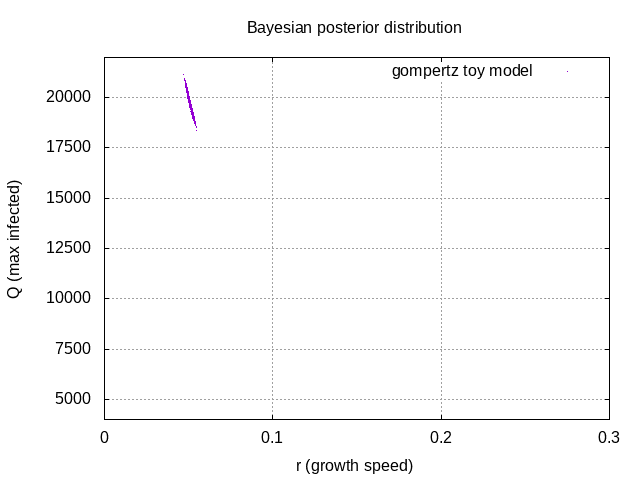 Bayesian posterior distribution
gompertz toy model
20000
17500
15000
12500
10000
7500
5000
Q (max infected)
0 0.1 0.2 0.3
r (growth speed)